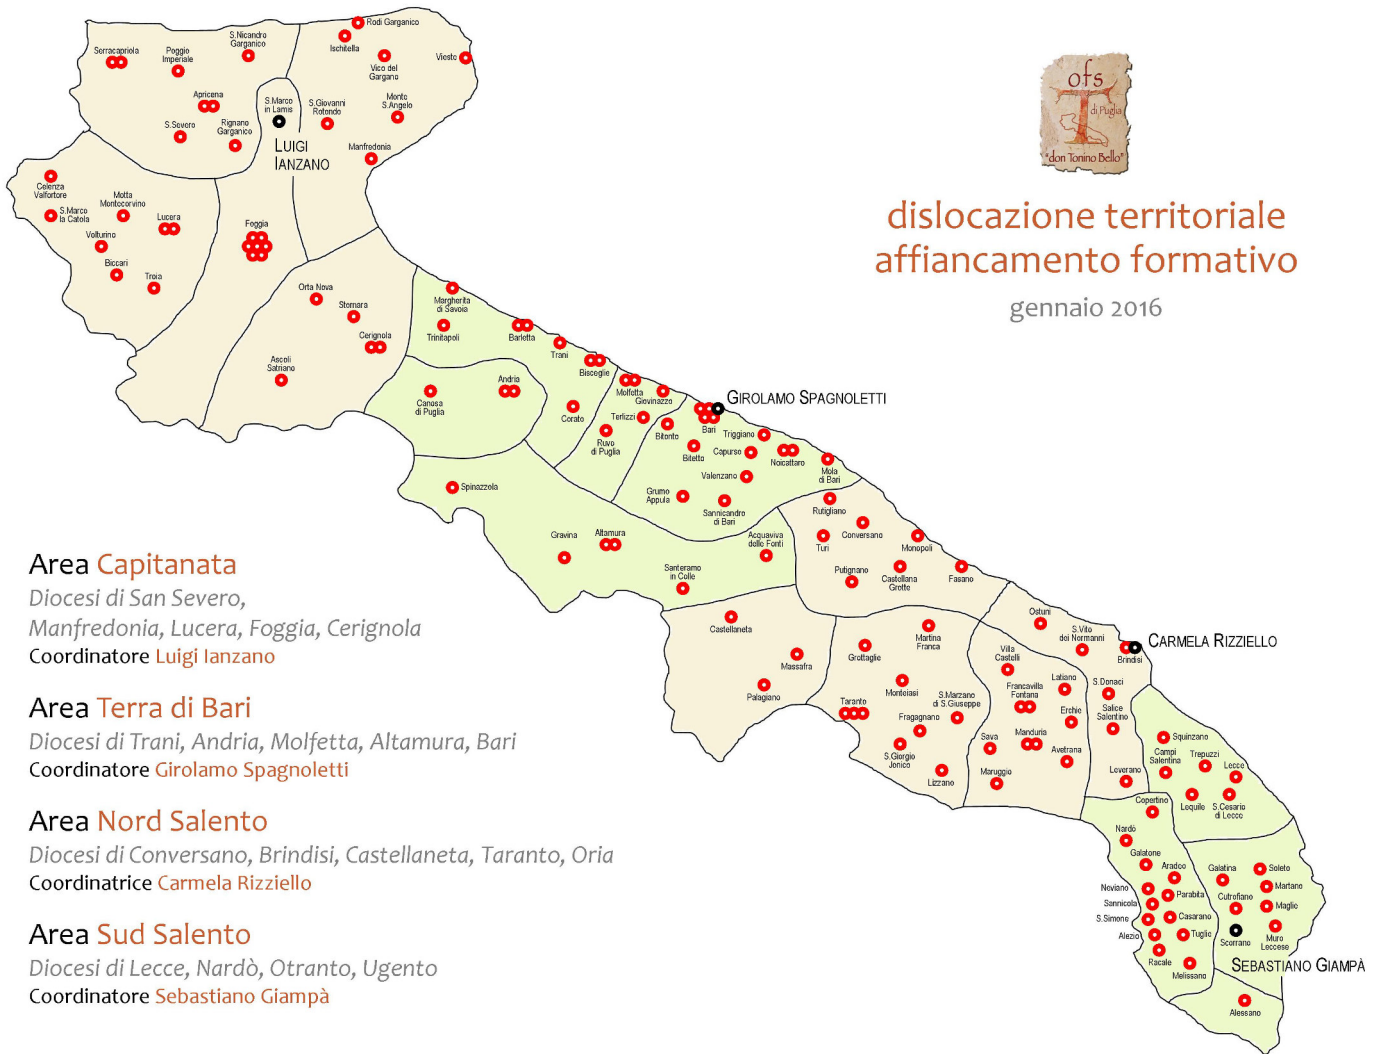 ofs
di Puglia
"don Tonino Bello"
dislocazione territoriale
affiancamento formativo
gennaio 2016
Rodi Garganico
Ischitella
S.Nicandro
Garganico
Serracapriola
Poggio
Imperiale
Vico del
Gargano
Vieste
Apricena
S.Marco
in Lamis
S.Giovanni
Rotondo
Monte
S.Angelo
S.Severo
Rignano
Garganico
LUIGI
IANZANO
Manfredonia
Celenza
Valfortore
S.Marco
la Catola
Motta
Montecorvino
Lucera
Volturino
Biccari
Troia
Foggia
Orta Nova
Stornara
Cerignola
Ascoli
Satriano
Margherita
di Savoia
Trinitapoli
Barletta
Trani
Bisceglie
Andria
Canosa
di Puglia
Corato
Molfetta
Giovinazzo
Terlizzi
Ruvo
di Puglia
Bitonto
Bari
GIROLAMO SPAGNOLETTI
Bitetto
Triggiano
Capurso
Noicattaro
Mola
di Bari
Valenzano
Grumo
Appula
Sannicandro
di Bari
Spinazzola
Gravina
Altamura
Acquaviva
delle Fonti
Santeramo
in Colle
Rutigliano
Turi
Conversano
Monopoli
Putignano
Castellana
Grotte
Fasano
Castellaneta
Massafra
Palagiano
Grottaglie
Martina
Franca
Monteiasi
Taranto
Fragagnano
S.Marzano
di S.Giuseppe
S.Giorgio
Jonico
Lizzano
Ostuni
S.Vito
dei Normanni
Brindisi
CARMELA RIZZIELLO
Villa
Castelli
Francavilla
Fontana
Latiano
Erchie
Manduria
Sava
Avetrana
Maruggio
S.Donaci
Salice
Salentino
Leverano
Squinzano
Campi
Salentina
Trepuzzi
Lecce
Lequile
S.Cesario
di Lecce
Copertino
Nardò
Galatone
Aradeo
Neviano
Parabita
Sannicola
S.Simone
Casarano
Alezio
Tuglie
Racale
Melissano
Galatina
Soleto
Martano
Cutrofiano
Maglie
Scorrano
Muro
Leccese
SEBASTIANO GIAMPÀ
Alessano
Area Capitanata
Diocesi di San Severo,
Manfredonia, Lucera, Foggia, Cerignola
Coordinatore Luigi Ianzano
Area Terra di Bari
Diocesi di Trani, Andria, Molfetta, Altamura, Bari
Coordinatore Girolamo Spagnoletti
Area Nord Salento
Diocesi di Conversano, Brindisi, Castellaneta, Taranto, Oria
Coordinatrice Carmela Rizziello
Area Sud Salento
Diocesi di Lecce, Nardò, Otranto, Ugento
Coordinatore Sebastiano Giampà